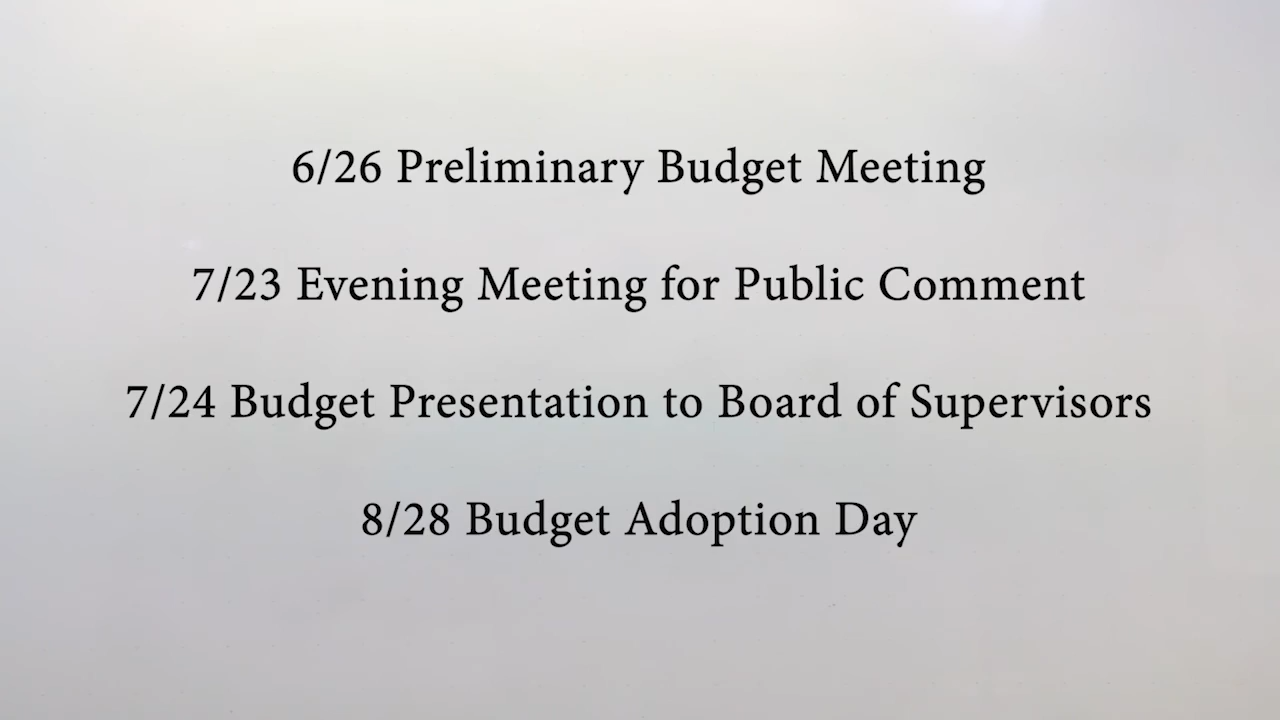 6/26 Preliminary Budget Meeting
7/23 Evening Meeting for Public Comment
7/24 Budget Presentation to Board of Supervisors
8/28 Budget Adoption Day